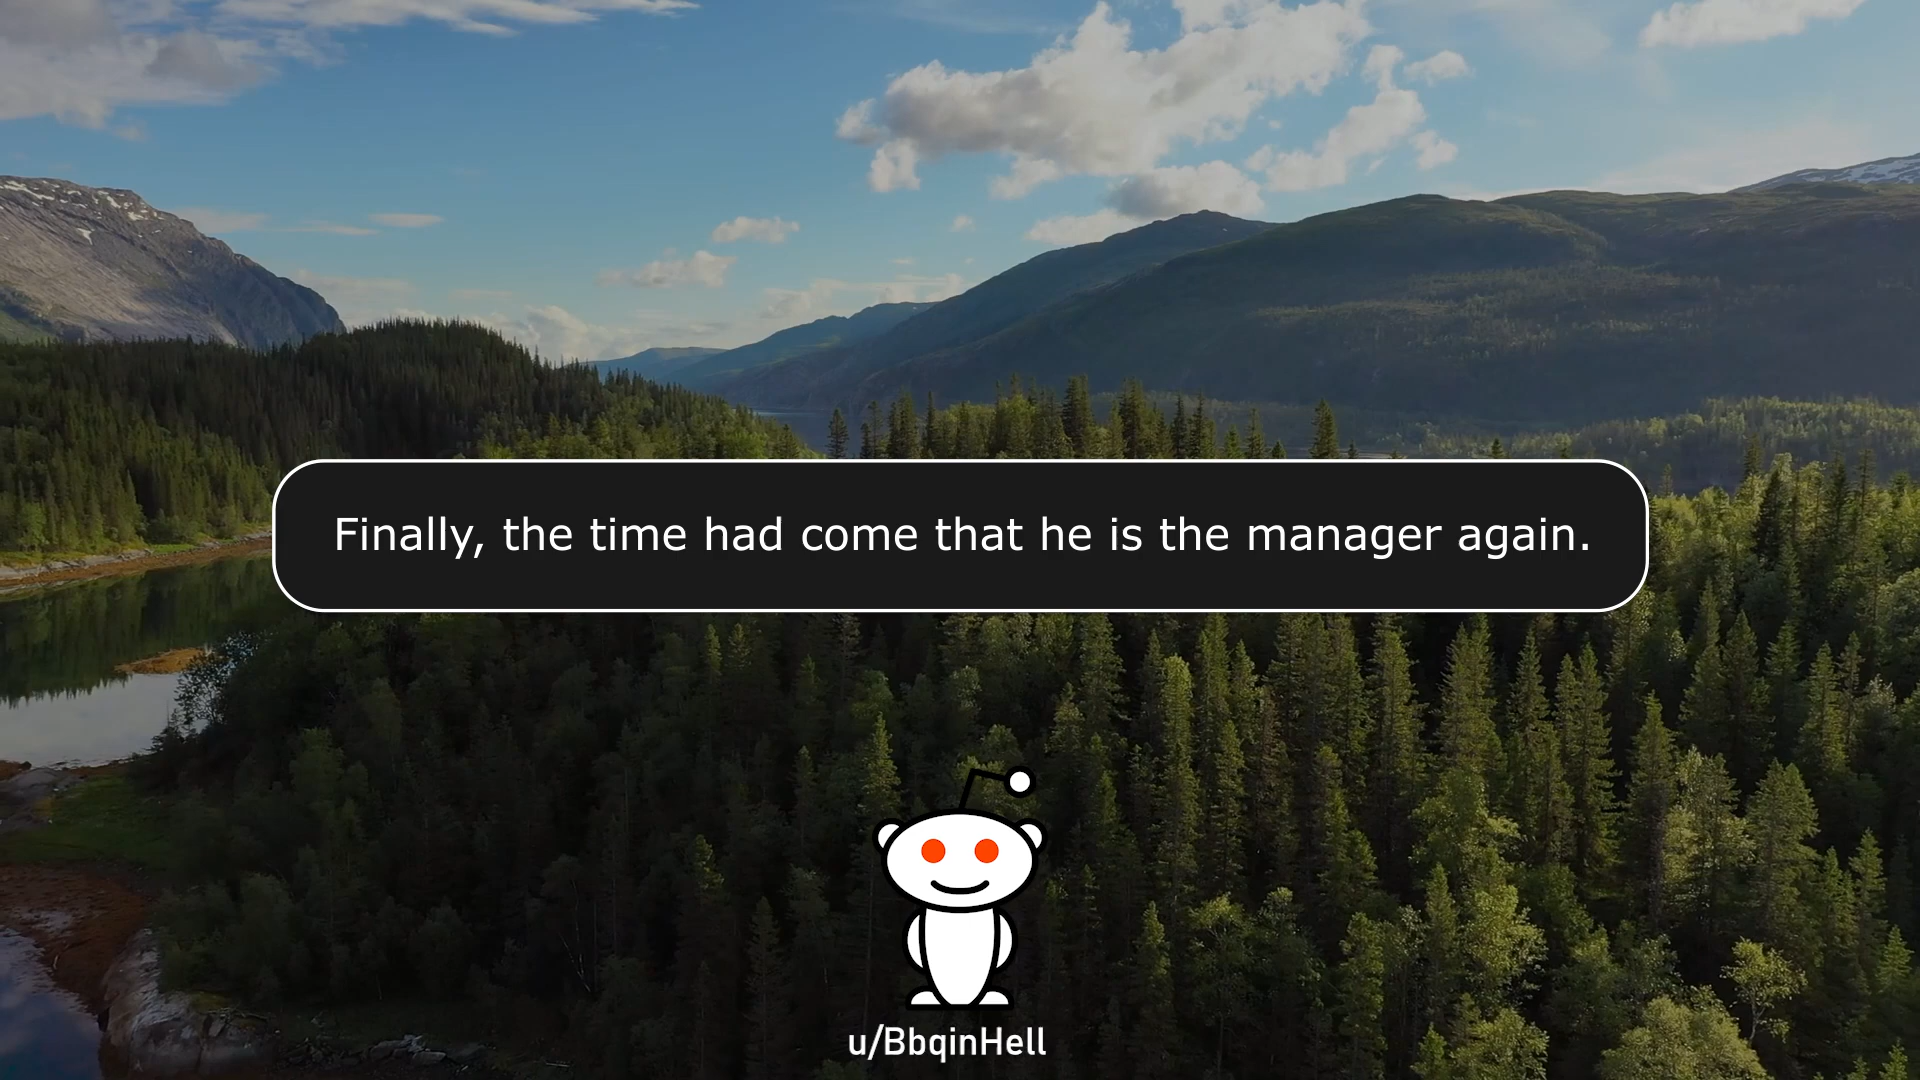 Finally, the time had come that he is the manager again.
u/BbqinHell